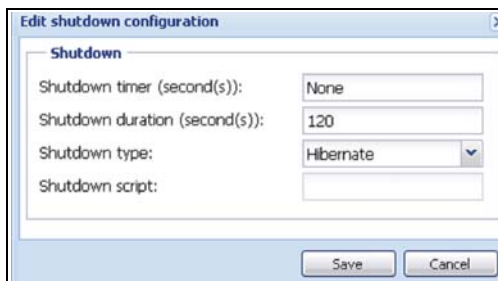 Edit shutdown configuration
Shutdown
Shutdown timer (second(s)): None
Shutdown duration (second(s)): 120
Shutdown type: Hibernate
Shutdown script:
Save Cancel